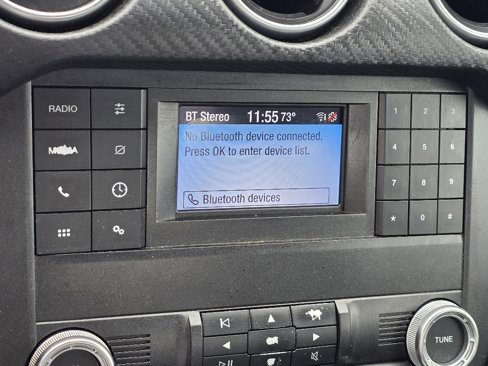 BT Stereo 11:55 73°
No Bluetooth device connected.
Press OK to enter device list.
Bluetooth devices
RADIO
1 2 3
4 5 6
7 8 9
* 0 #
TUNE